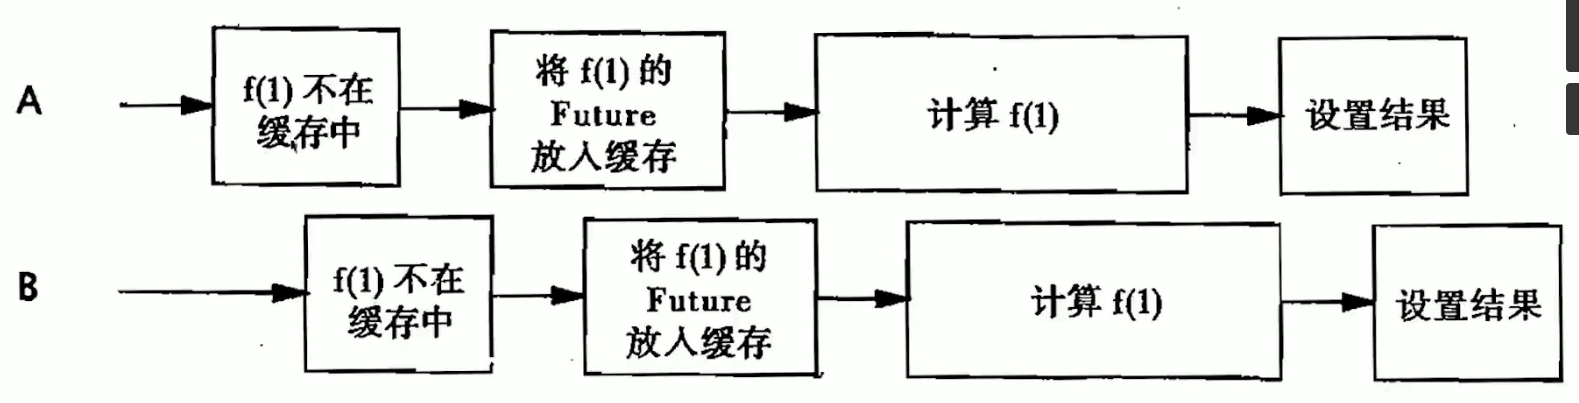 A
f(1) 不在
缓存中
将 f(1) 的
Future
放入缓存
计算 f(1)
设置结果
B
f(1) 不在
缓存中
将 f(1) 的
Future
放入缓存
计算 f(1)
设置结果